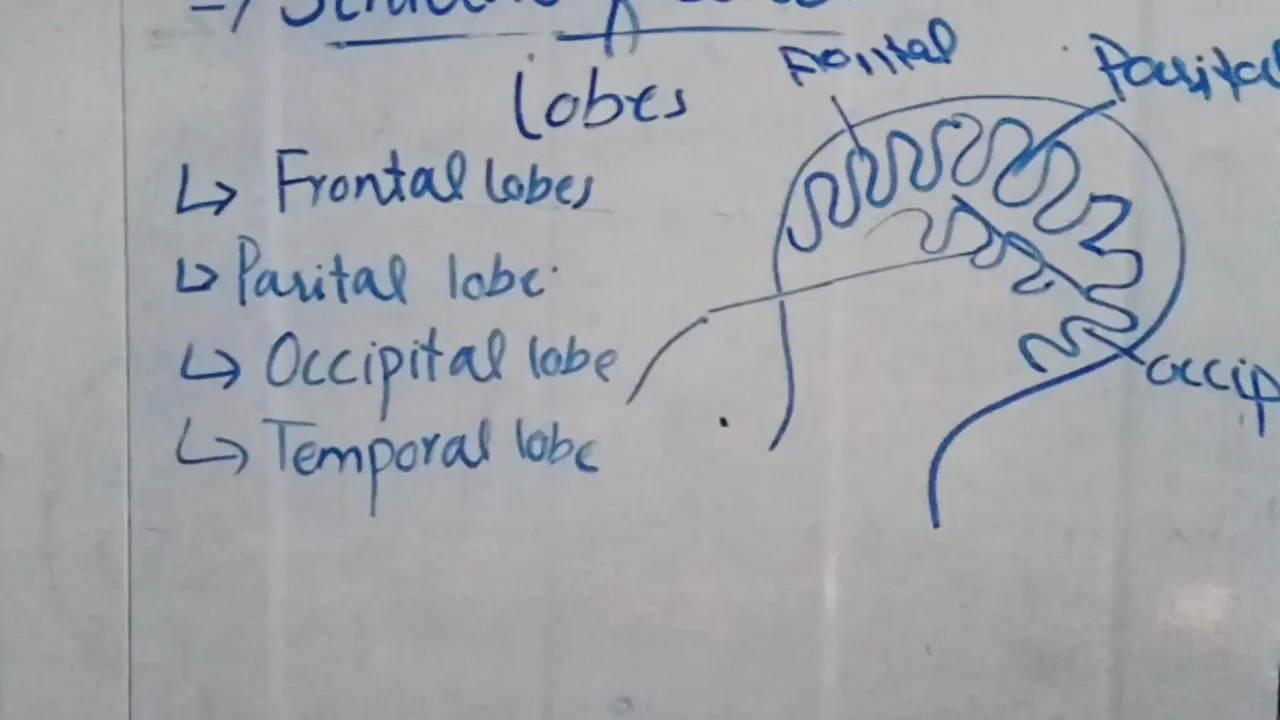 lobes
Frontal
Parital
↳ Frontal lobes
↳ Parital lobe
↳ Occipital lobe
occip
↳ Temporal lobe